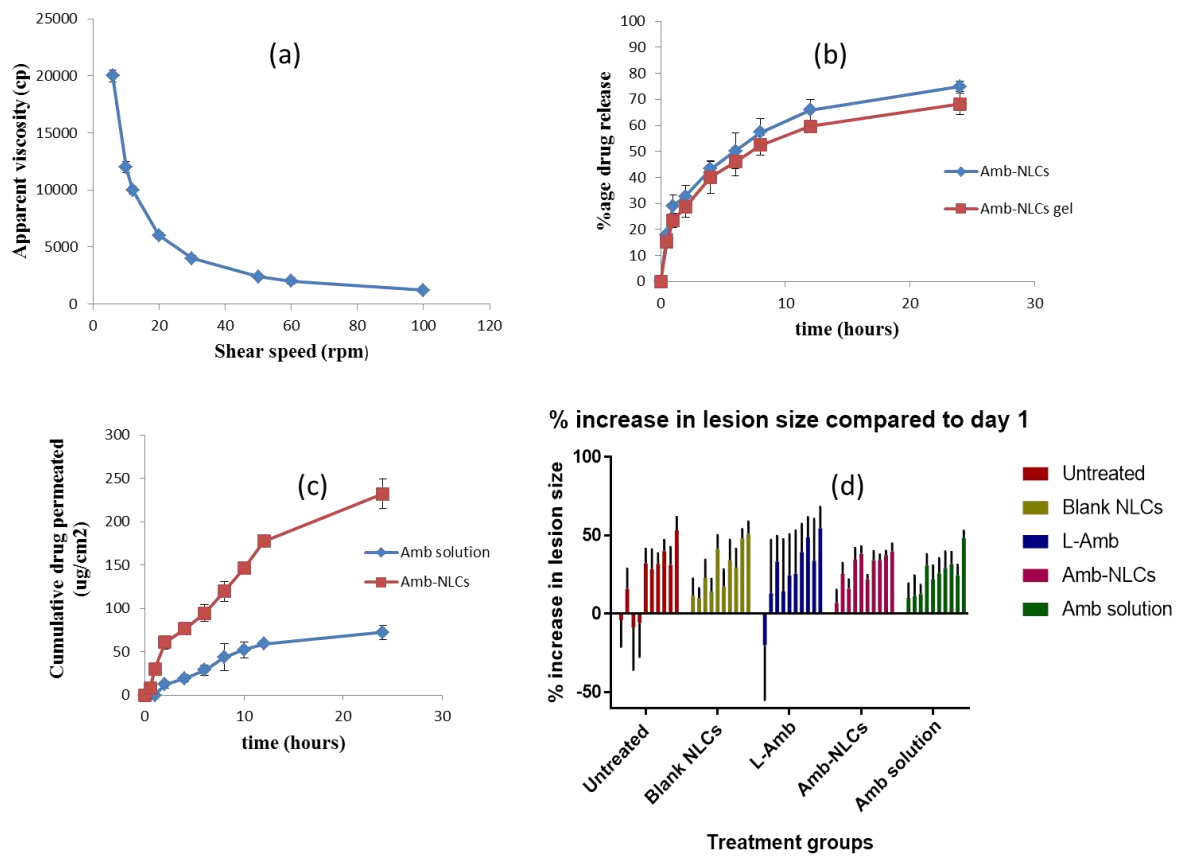 (a)
Apparent viscosity (cp)
25000
20000
15000
10000
5000
0
0 20 40 60 80 100 120
Shear speed (rpm)
(b)
%age drug release
100
90
80
70
60
50
40
30
20
10
0
0 10 20 30
time (hours)
Amb-NLCs
Amb-NLCs gel
(c)
Cumulative drug permeated
(ug/cm2)
300
250
200
150
100
50
0
0 10 20 30
time (hours)
Amb solution
Amb-NLCs
% increase in lesion size compared to day 1
(d)
% increase in lesion size
100
50
0
-50
Untreated
Blank NLCs
L-Amb
Amb-NLCs
Amb solution
Treatment groups
Untreated
Blank NLCs
L-Amb
Amb-NLCs
Amb solution